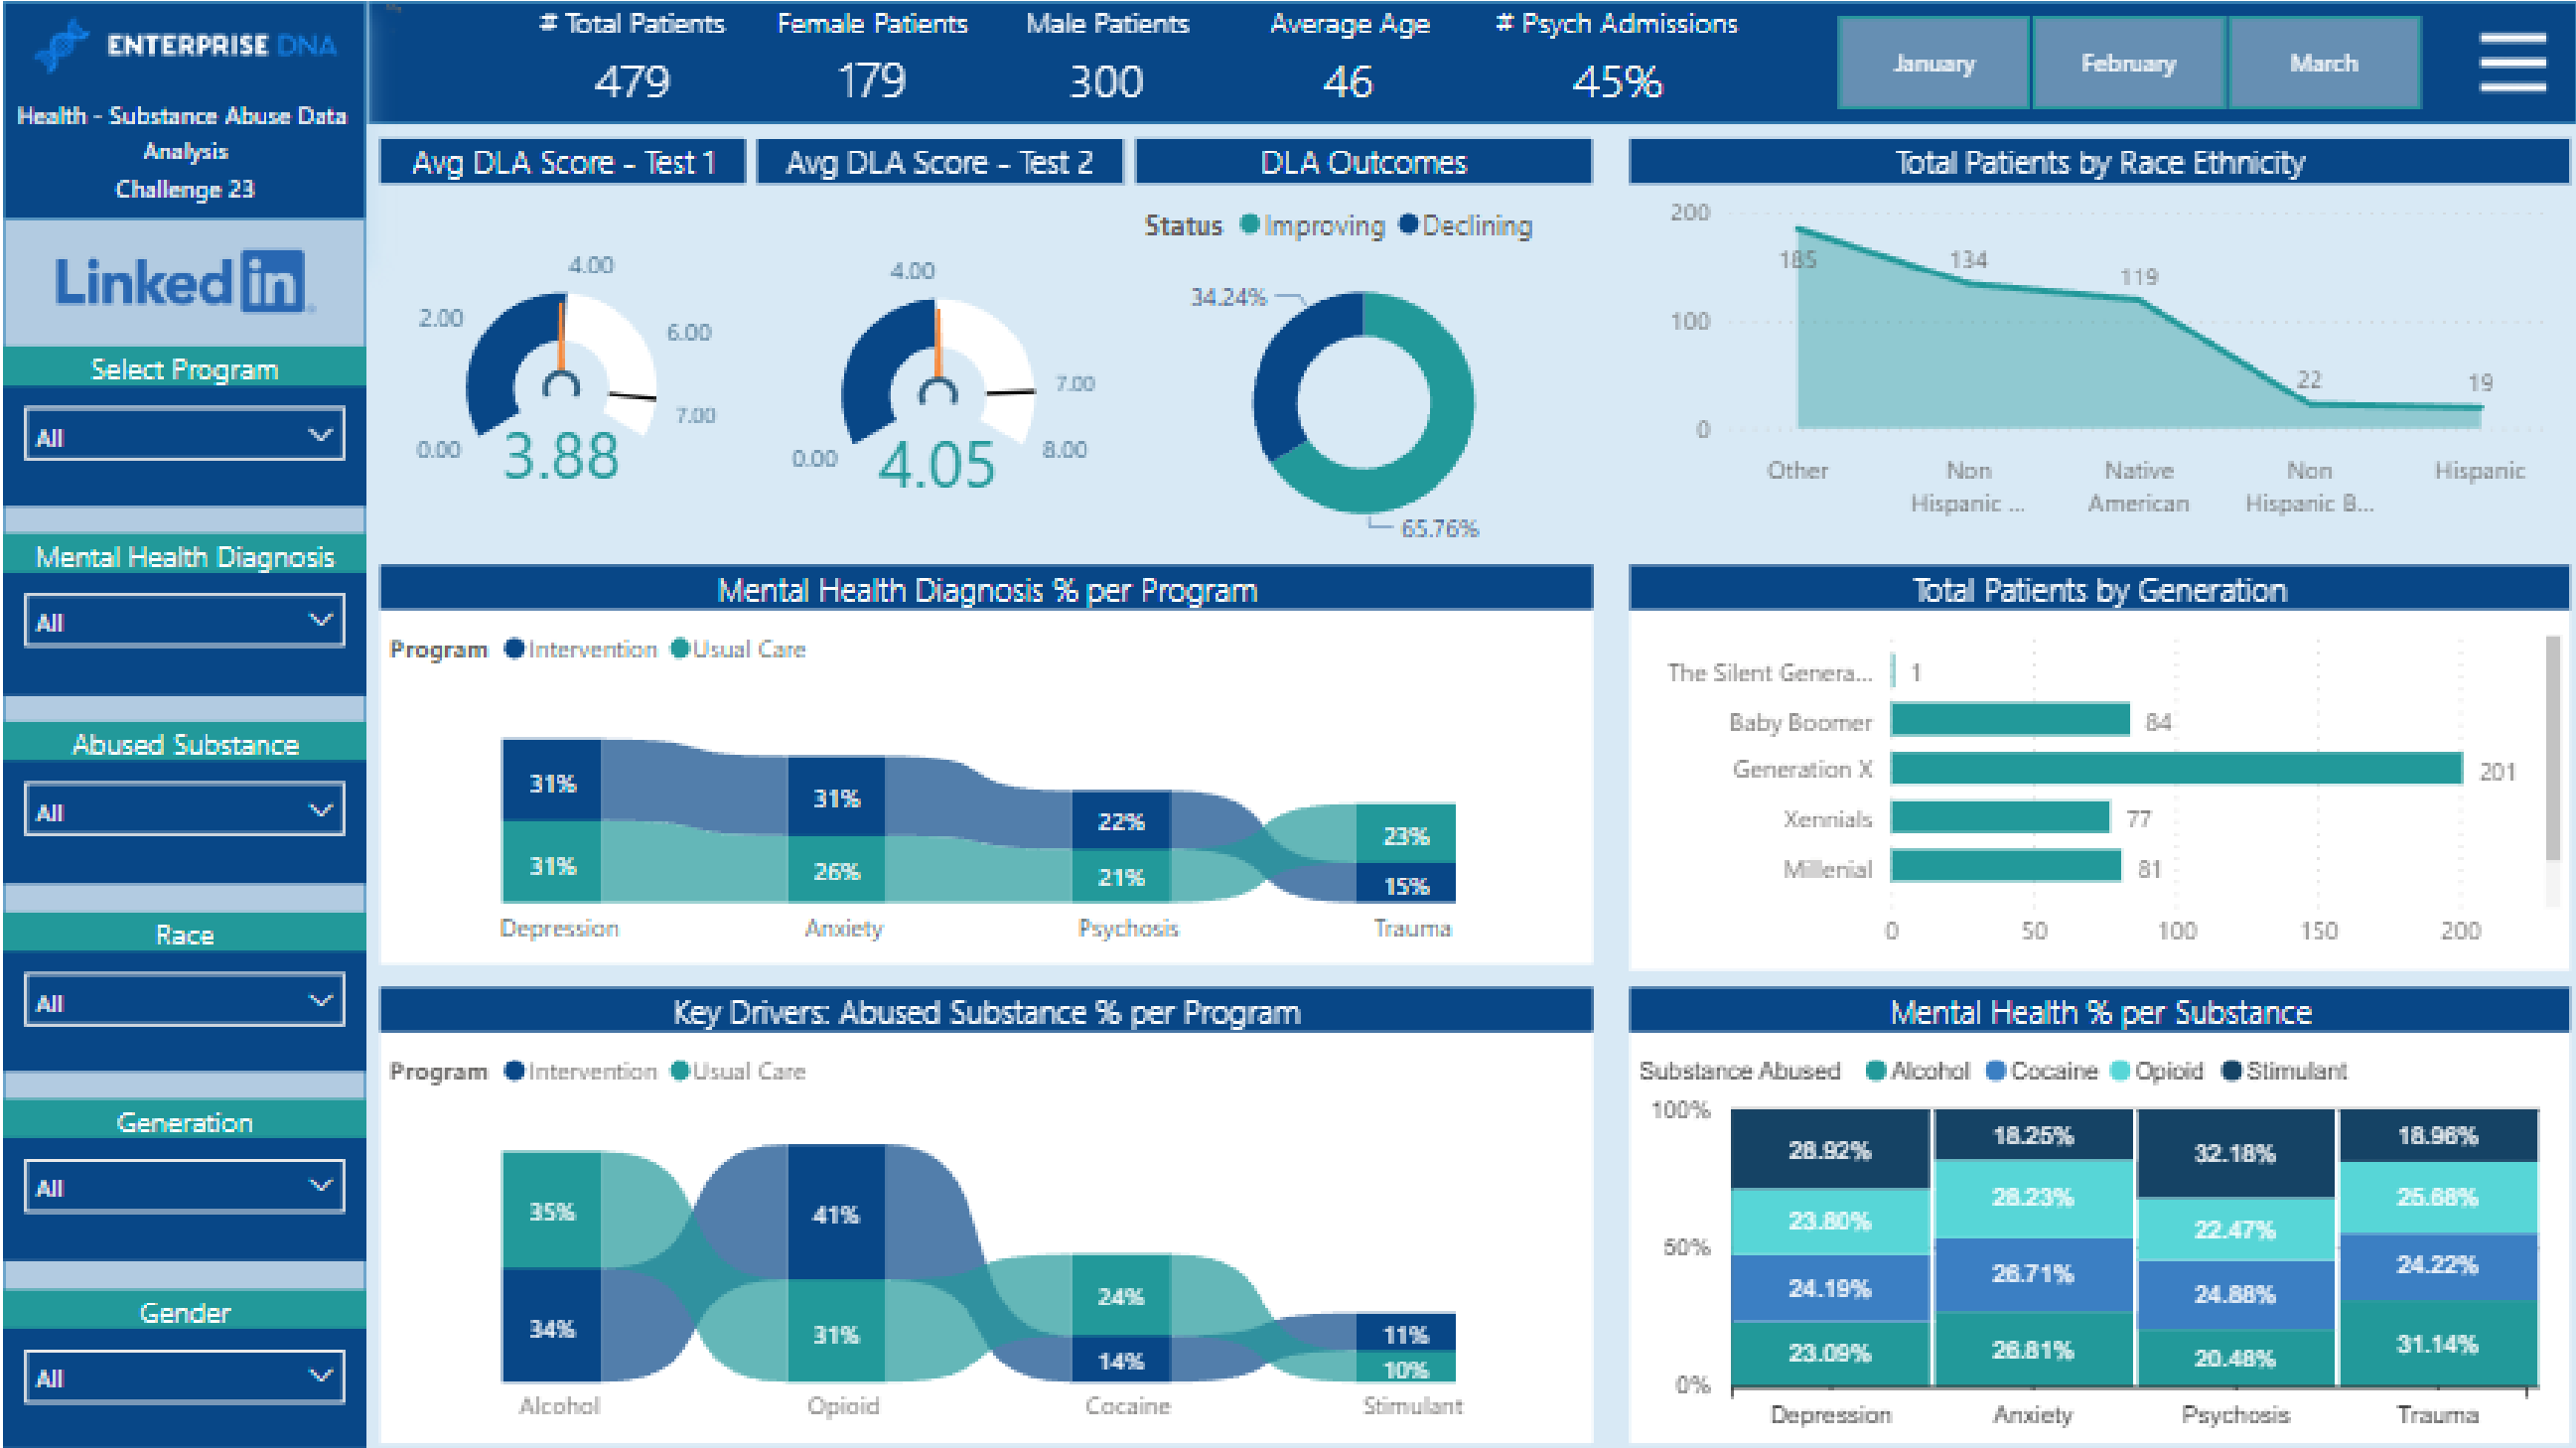 ENTERPRISE DNA
Health - Substance Abuse Data
Analysis
Challenge 23
LinkedIn
Select Program
All
Mental Health Diagnosis
All
Abused Substance
All
Race
All
Generation
All
Gender
All
# Total Patients
479
Female Patients
179
Male Patients
300
Average Age
46
# Psych Admissions
45%
January
February
March
Avg DLA Score - Test 1
0.00
2.00
4.00
6.00
7.00
3.88
Avg DLA Score - Test 2
0.00
4.00
7.00
8.00
4.05
DLA Outcomes
Status Improving Declining
34.24%
65.76%
Total Patients by Race Ethnicity
200
100
0
185
134
119
22
19
Other
Non
Hispanic ...
Native
American
Non
Hispanic B...
Hispanic
Mental Health Diagnosis % per Program
Program Intervention Usual Care
31%
31%
31%
26%
22%
21%
23%
15%
Depression
Anxiety
Psychosis
Trauma
Total Patients by Generation
The Silent Genera... 1
Baby Boomer 84
Generation X 201
Xennials 77
Millenial 81
0 50 100 150 200
Key Drivers: Abused Substance % per Program
Program Intervention Usual Care
35%
34%
41%
31%
24%
14%
11%
10%
Alcohol
Opioid
Cocaine
Stimulant
Mental Health % per Substance
Substance Abused Alcohol Cocaine Opioid Stimulant
100%
50%
0%
28.92%
23.80%
24.19%
23.09%
18.25%
28.23%
26.71%
26.81%
32.18%
22.47%
24.88%
20.48%
18.96%
25.68%
24.22%
31.14%
Depression
Anxiety
Psychosis
Trauma